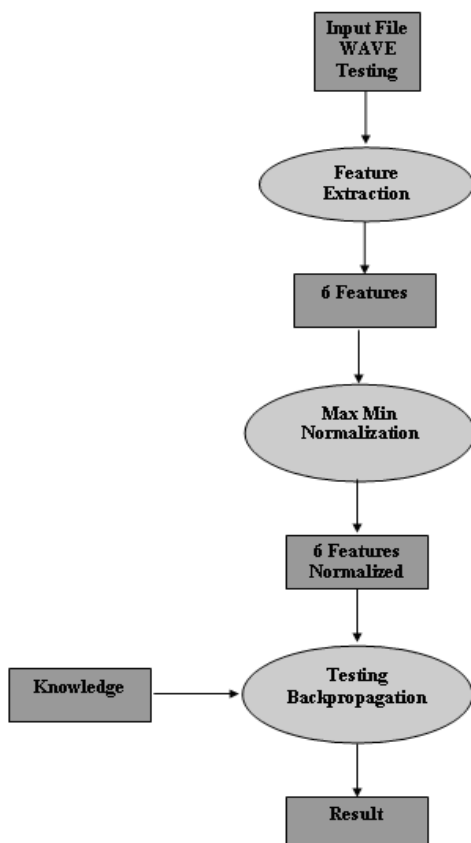 Input File
WAVE
Testing
Feature
Extraction
6 Features
Max Min
Normalization
6 Features
Normalized
Knowledge
Testing
Backpropagation
Result